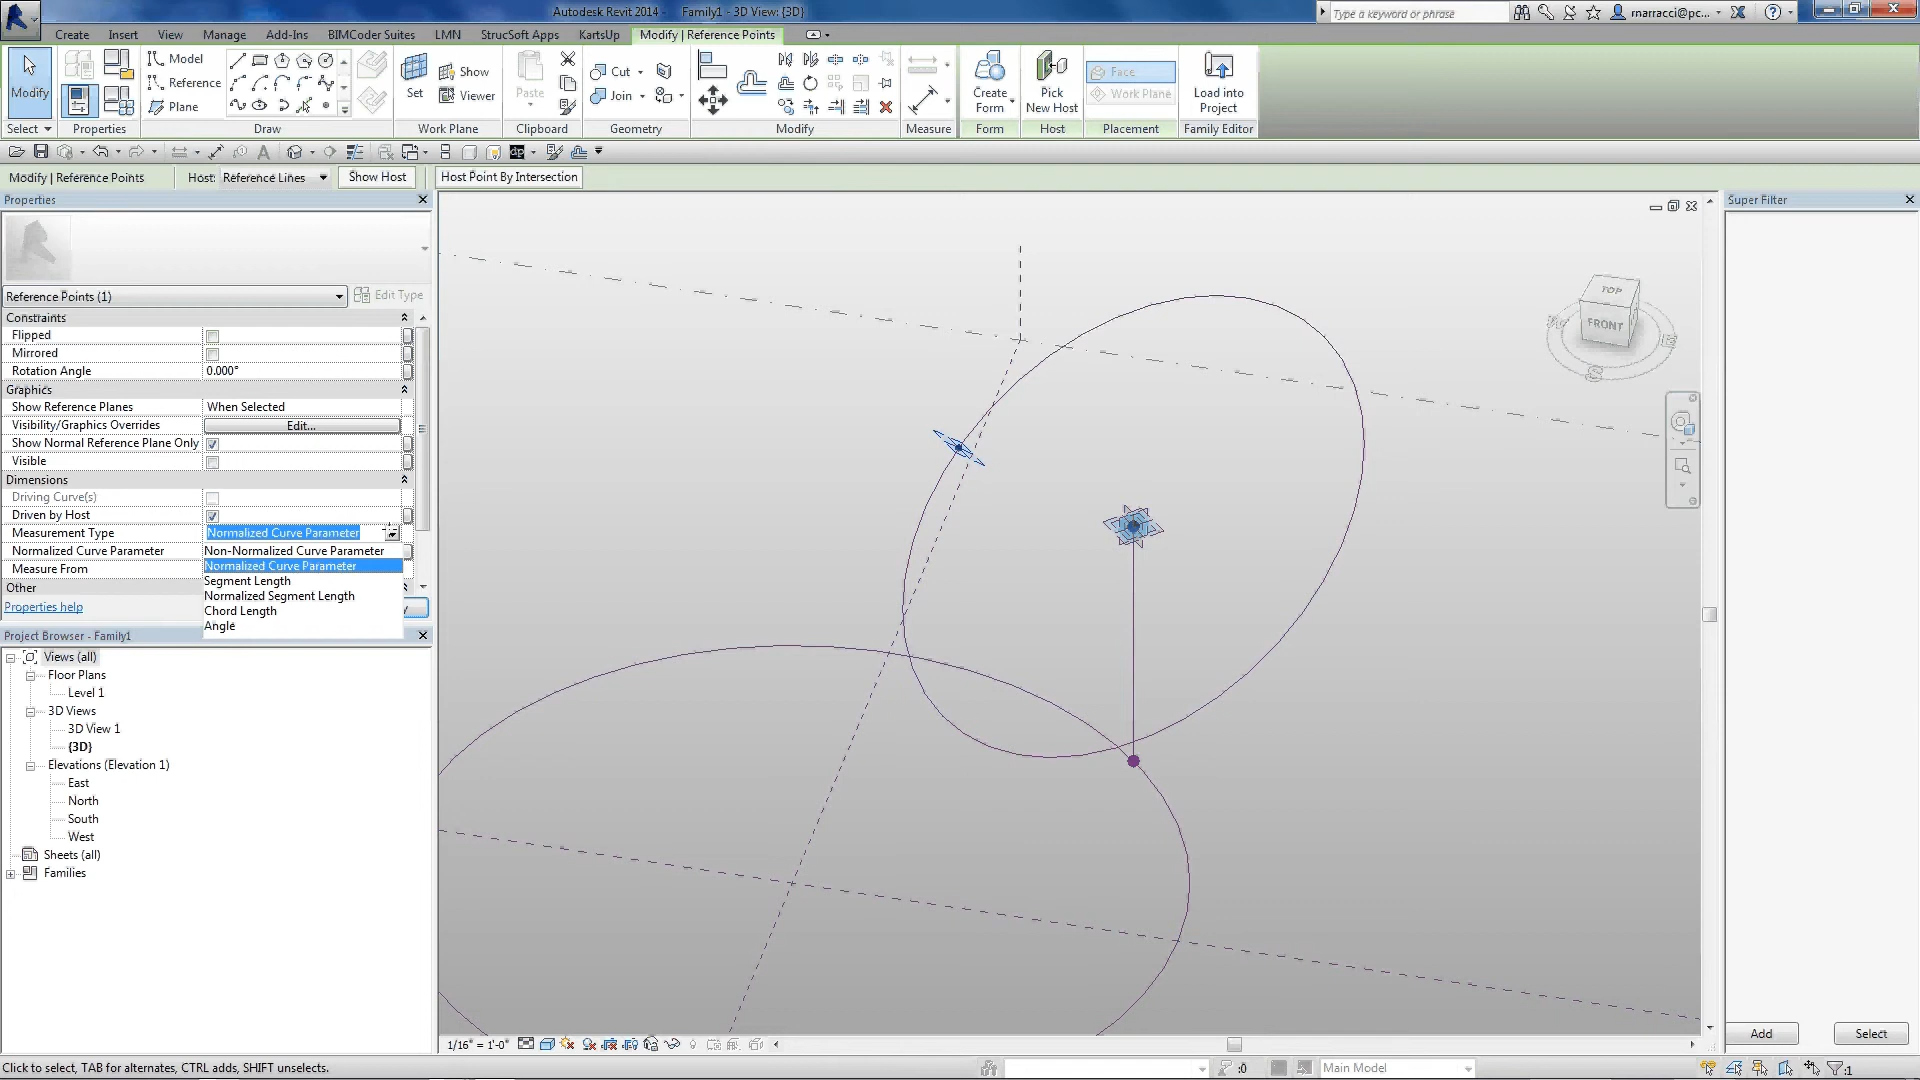 Autodesk Revit 2014 - Family1 - 3D View: {3D}
Type a keyword or phrase
rnarracci@pc...
Create Insert View Manage Add-Ins BIMCoder Suites LMN StrucSoft Apps KartsUp Modify | Reference Points
Modify
Model
Reference
Plane
Set
Show
Viewer
Paste
Cut
Join
Create Form
Pick New Host
Face
Work Plane
Load into Project
Select Properties Draw Work Plane Clipboard Geometry Modify Measure Form Host Placement Family Editor
Modify | Reference Points Host: Reference Lines Show Host Host Point By Intersection
Properties
Super Filter
Reference Points (1) Edit Type
Constraints
Flipped
Mirrored
Rotation Angle 0.000°
Graphics
Show Reference Planes When Selected
Visibility/Graphics Overrides Edit...
Show Normal Reference Plane Only
Visible
Dimensions
Driving Curve(s)
Driven by Host
Measurement Type Normalized Curve Parameter
Normalized Curve Parameter
Measure From
Other
Non-Normalized Curve Parameter
Normalized Curve Parameter
Segment Length
Normalized Segment Length
Chord Length
Angle
Properties help
Project Browser - Family1
Views (all)
Floor Plans
Level 1
3D Views
3D View 1
{3D}
Elevations (Elevation 1)
East
North
South
West
Sheets (all)
Families
TOP
FRONT
S
1/16" = 1'-0"
Add Select
Click to select, TAB for alternates, CTRL adds, SHIFT unselects.
:0
Main Model
:1